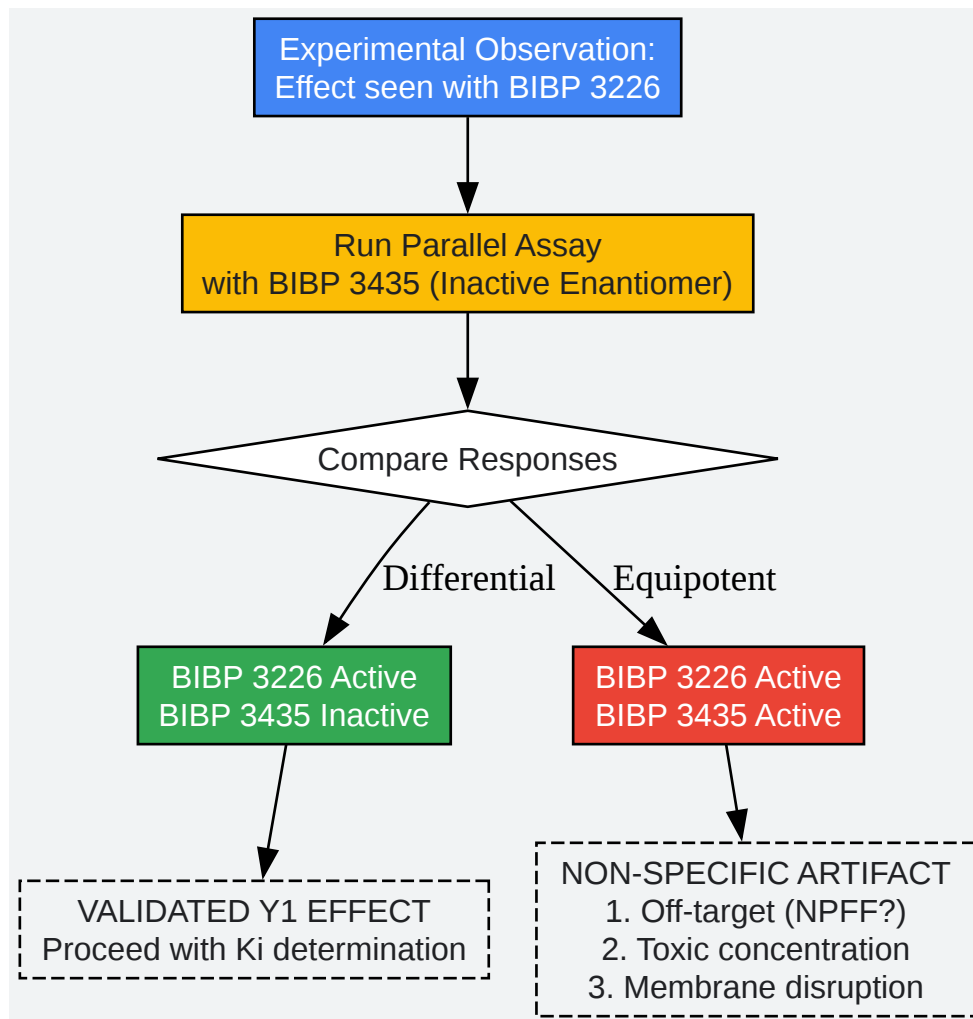 Experimental Observation:
Effect seen with BIBP 3226
Run Parallel Assay
with BIBP 3435 (Inactive Enantiomer)
Compare Responses
Differential
Equipotent
BIBP 3226 Active
BIBP 3435 Inactive
BIBP 3226 Active
BIBP 3435 Active
VALIDATED Y1 EFFECT
Proceed with Ki determination
NON-SPECIFIC ARTIFACT
1. Off-target (NPFF?)
2. Toxic concentration
3. Membrane disruption